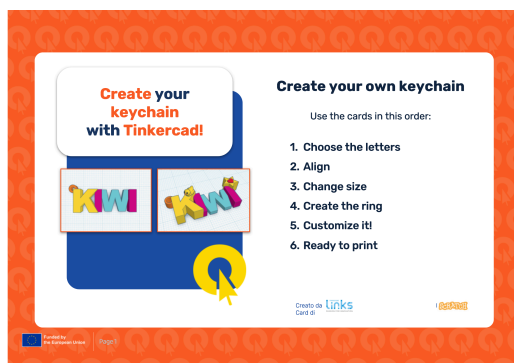 Create your
keychain
with Tinkercad!
KIWI
KIWI
Create your own keychain
Use the cards in this order:
1. Choose the letters
2. Align
3. Change size
4. Create the ring
5. Customize it!
6. Ready to print
Creato da
Card di
links
Funded by
the European Union
Page 1